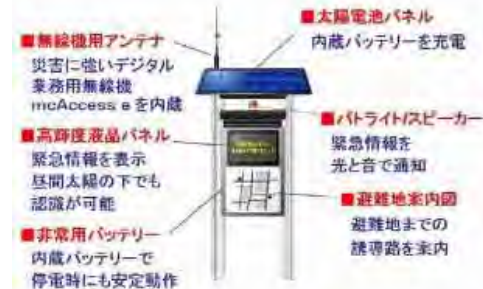 ■無線機用アンテナ
災害に強いデジタル
業務用無線機
mcAccess e を内蔵
■高輝度液晶パネル
緊急情報を表示
昼間太陽の下でも
認識が可能
■非常用バッテリー
内蔵バッテリーで
停電時にも安定動作
■太陽電池パネル
内蔵バッテリーを充電
■パトライト/スピーカー
緊急情報を
光と音で通知
■避難地案内図
避難地までの
誘導路を案内